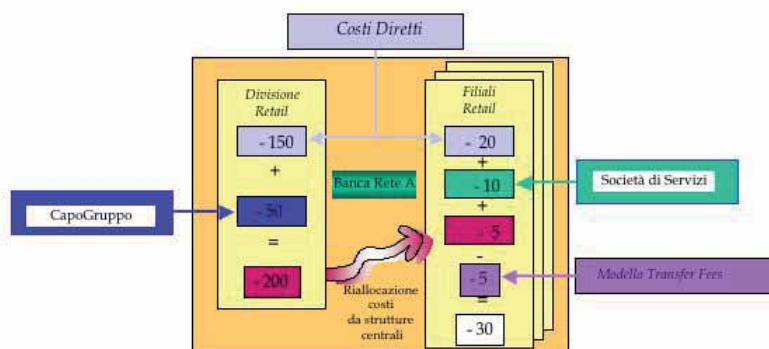 Costi Diretti
Divisione
Retail
- 150
+
- 50
=
- 200
CapoGruppo
Banca Rete A
Riallocazione
costi
da strutture
centrali
Filiali
Retail
- 20
+
- 10
+
- 5
-
- 5
=
- 30
Società di Servizi
Modello Transfer Fees